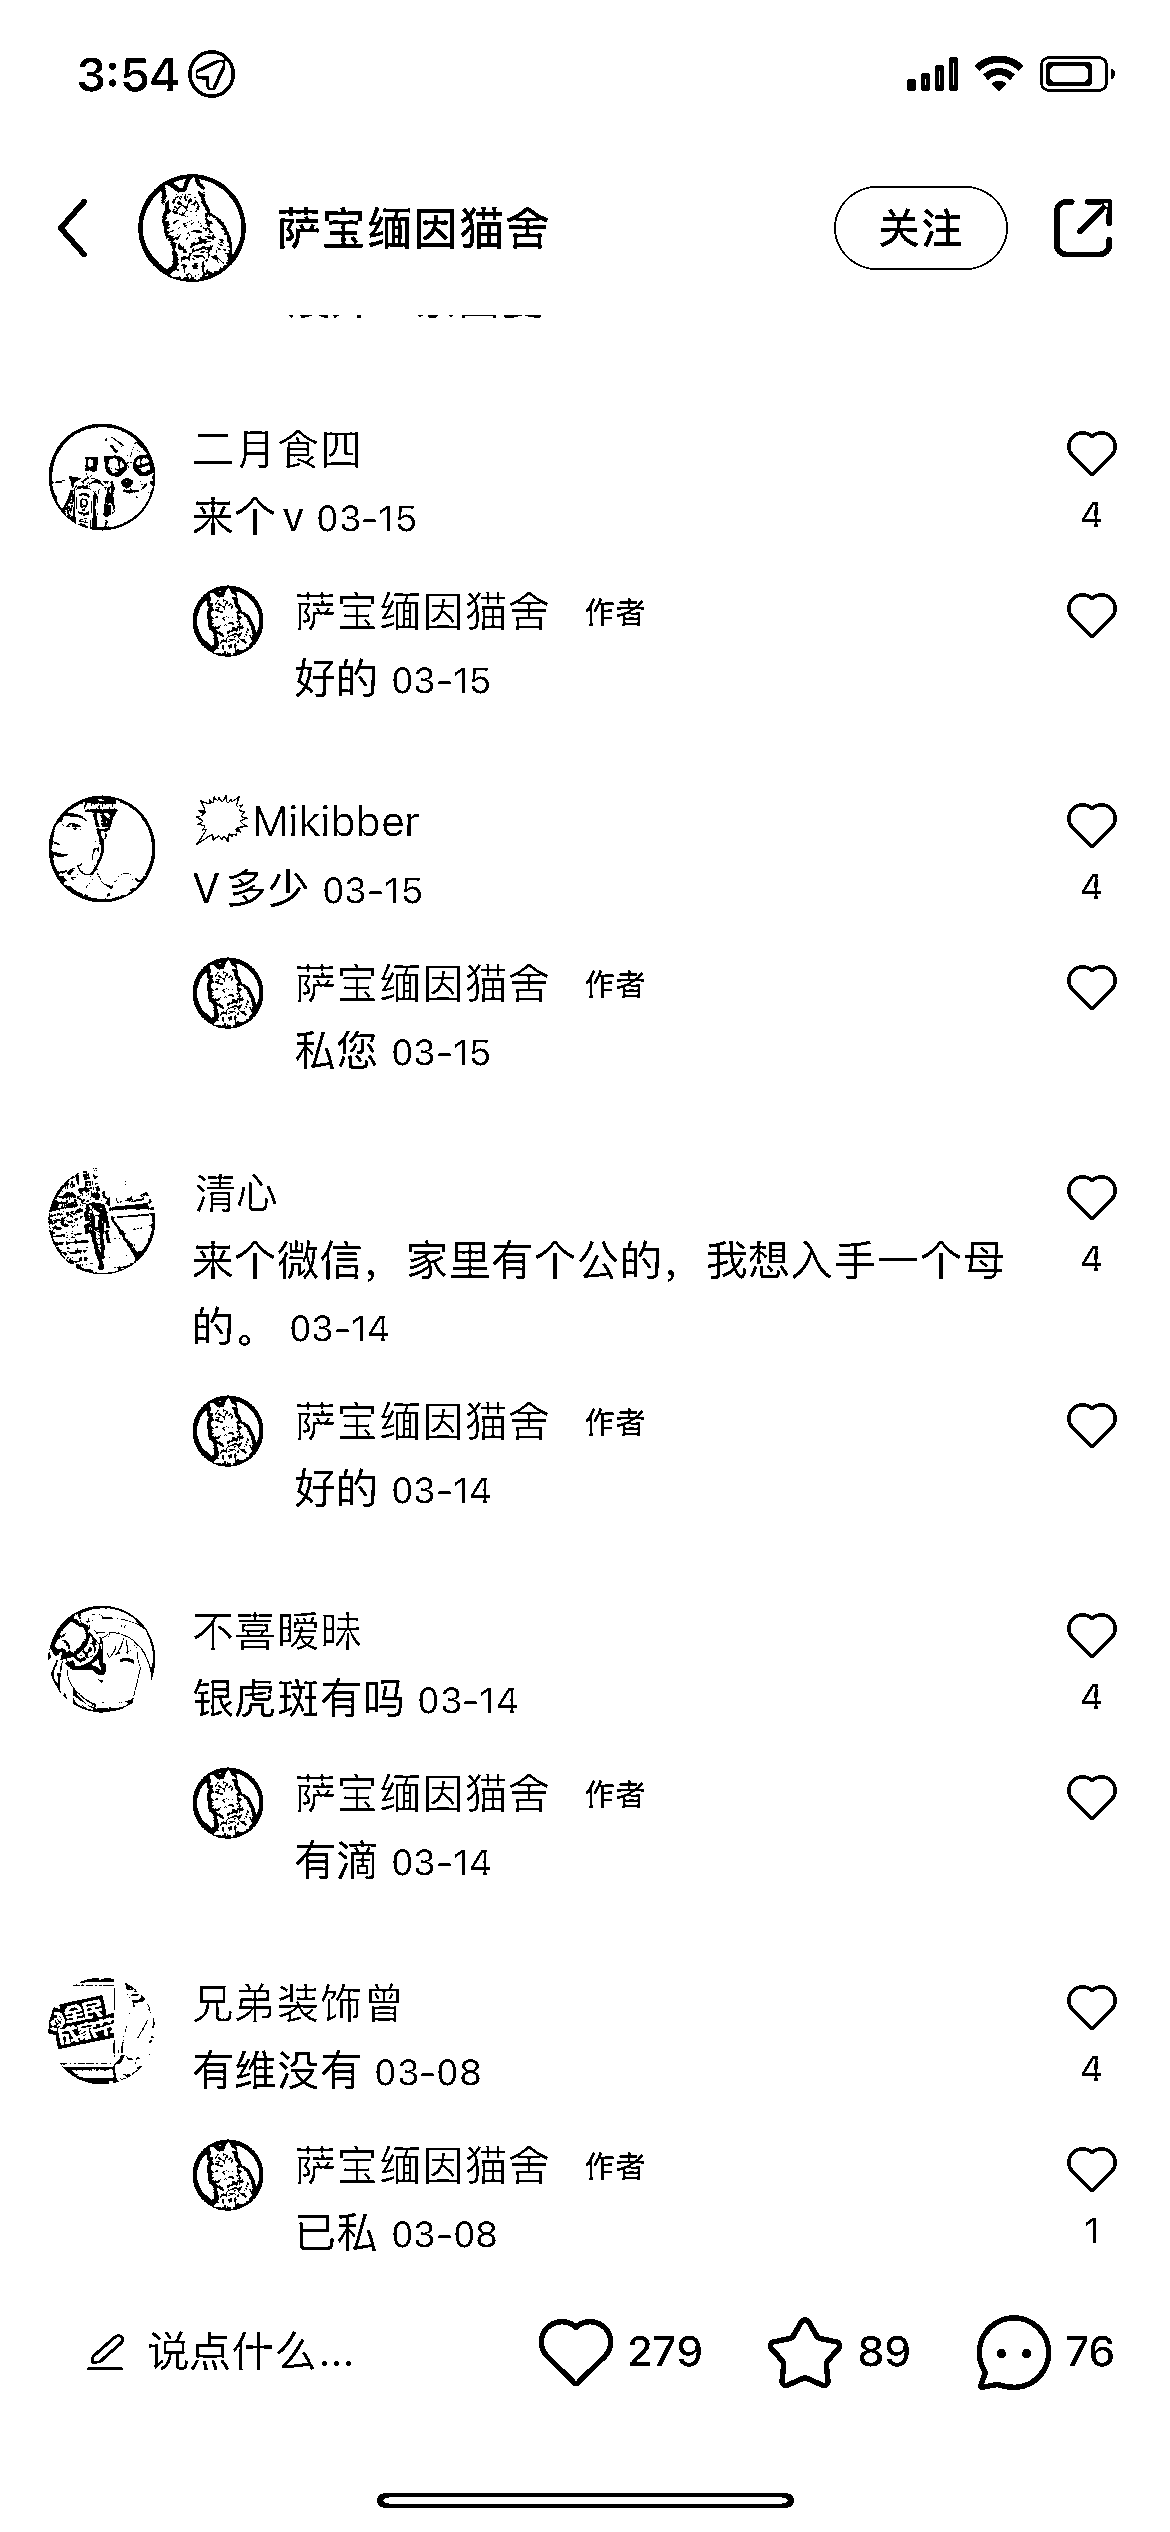 3:54
萨宝缅因猫舍
关注
二月食四
来个v 03-15
4
萨宝缅因猫舍 作者
好的 03-15
Mikibber
V多少 03-15
4
萨宝缅因猫舍 作者
私您 03-15
清心
来个微信，家里有个公的，我想入手一个母
的。 03-14
4
萨宝缅因猫舍 作者
好的 03-14
不喜暧昧
银虎斑有吗 03-14
4
萨宝缅因猫舍 作者
有滴 03-14
全民
兄弟装饰曾
有维没有 03-08
4
萨宝缅因猫舍 作者
已私 03-08
1
说点什么...
279
89
76